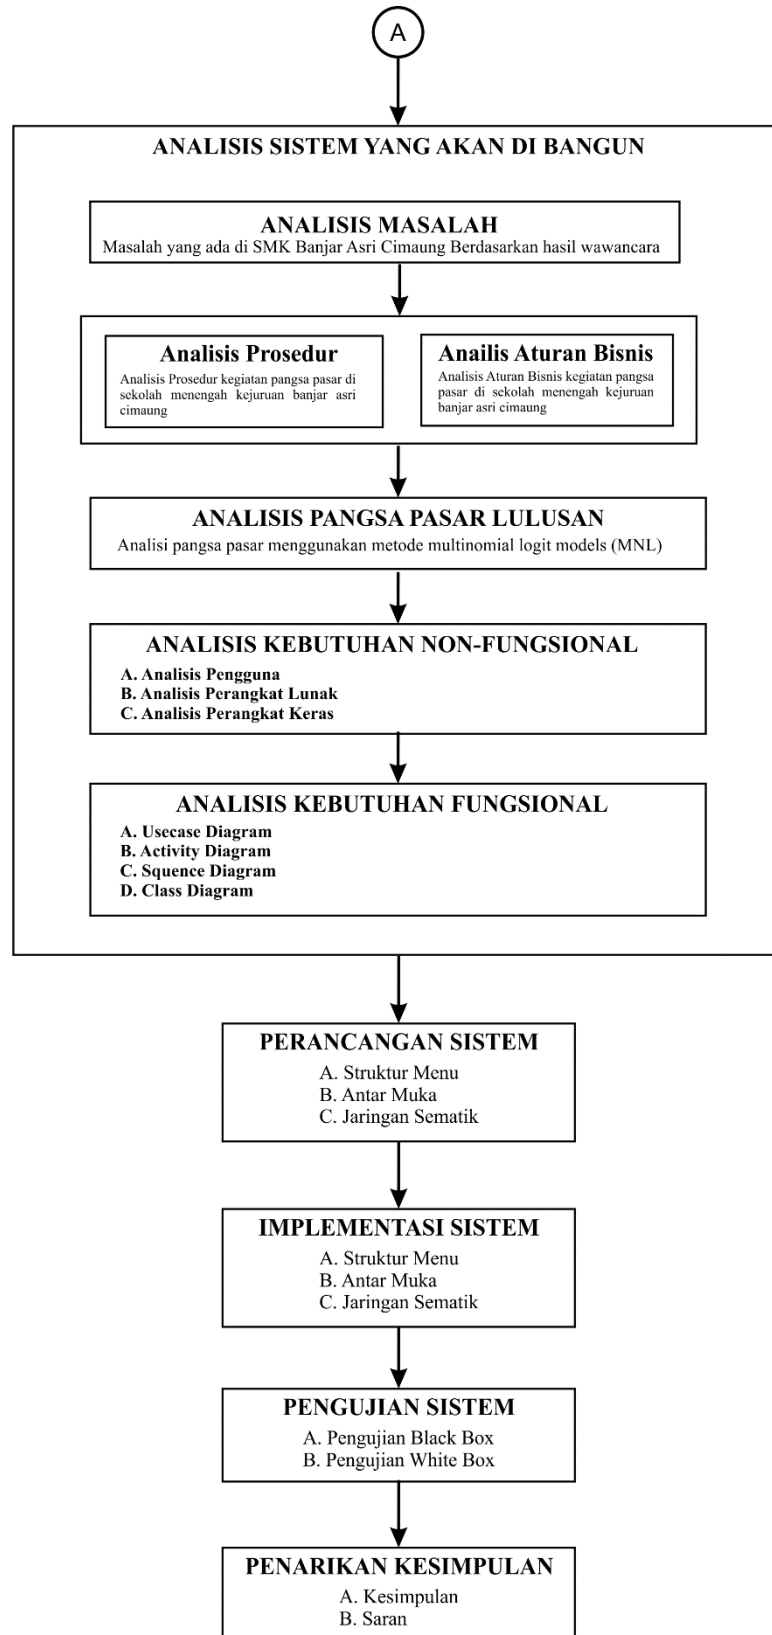 A
ANALISIS SISTEM YANG AKAN DI BANGUN
ANALISIS MASALAH
Masalah yang ada di SMK Banjar Asri Cimaung Berdasarkan hasil wawancara
Analisis Prosedur
Analisis Prosedur kegiatan pangsa pasar di
sekolah menengah kejuruan banjar asri
cimaung
Anailis Aturan Bisnis
Analisis Aturan Bisnis kegiatan pangsa
pasar di sekolah menengah kejuruan
banjar asri cimaung
ANALISIS PANGSA PASAR LULUSAN
Analisi pangsa pasar menggunakan metode multinomial logit models (MNL)
ANALISIS KEBUTUHAN NON-FUNGSIONAL
A. Analisis Pengguna
B. Analisis Perangkat Lunak
C. Analisis Perangkat Keras
ANALISIS KEBUTUHAN FUNGSIONAL
A. Usecase Diagram
B. Activity Diagram
C. Squence Diagram
D. Class Diagram
PERANCANGAN SISTEM
A. Struktur Menu
B. Antar Muka
C. Jaringan Sematik
IMPLEMENTASI SISTEM
A. Struktur Menu
B. Antar Muka
C. Jaringan Sematik
PENGUJIAN SISTEM
A. Pengujian Black Box
B. Pengujian White Box
PENARIKAN KESIMPULAN
A. Kesimpulan
B. Saran